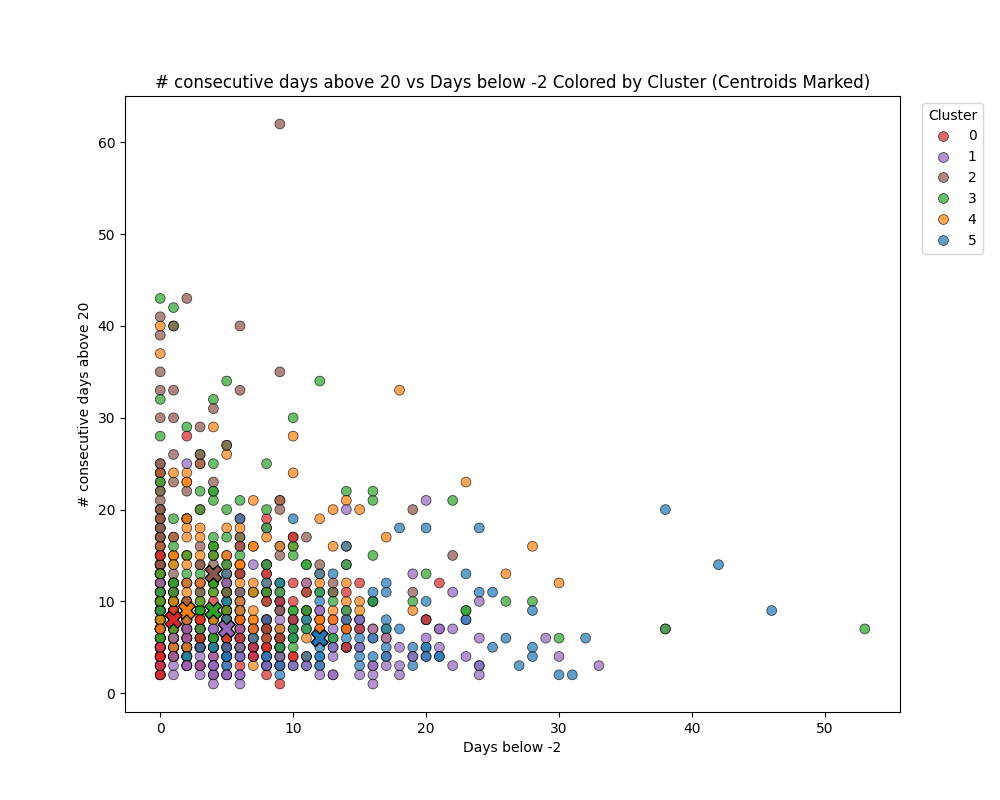 # consecutive days above 20 vs Days below -2 Colored by Cluster (Centroids Marked)
Cluster
0
1
2
3
4
5
# consecutive days above 20
60
50
40
30
20
10
0
0 10 20 30 40 50
Days below -2